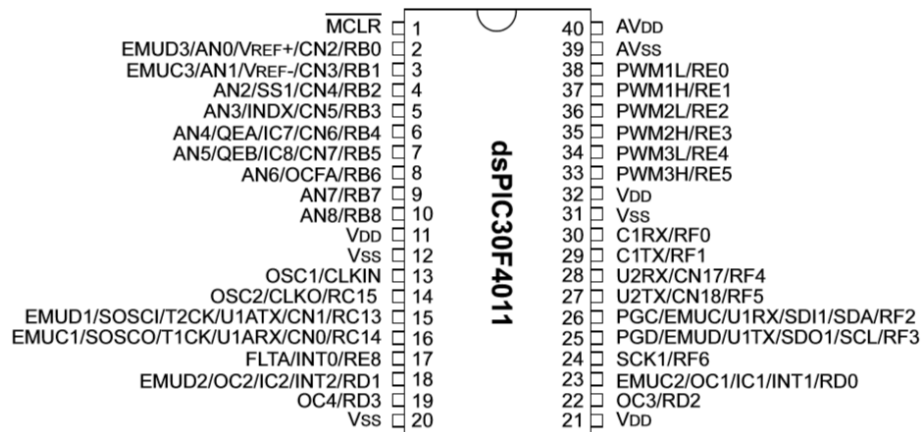 MCLR 1
EMUD3/AN0/VREF+/CN2/RB0 2
EMUC3/AN1/VREF-/CN3/RB1 3
AN2/SS1/CN4/RB2 4
AN3/INDX/CN5/RB3 5
AN4/QEA/IC7/CN6/RB4 6
AN5/QEB/IC8/CN7/RB5 7
AN6/OCFA/RB6 8
AN7/RB7 9
AN8/RB8 10
VDD 11
VSS 12
OSC1/CLKIN 13
OSC2/CLKO/RC15 14
EMUD1/SOSCI/T2CK/U1ATX/CN1/RC13 15
EMUC1/SOSCO/T1CK/U1ARX/CN0/RC14 16
FLTA/INT0/RE8 17
EMUD2/OC2/IC2/INT2/RD1 18
OC4/RD3 19
VSS 20
dsPIC30F4011
40 AVDD
39 AVSS
38 PWM1L/RE0
37 PWM1H/RE1
36 PWM2L/RE2
35 PWM2H/RE3
34 PWM3L/RE4
33 PWM3H/RE5
32 VDD
31 VSS
30 C1RX/RF0
29 C1TX/RF1
28 U2RX/CN17/RF4
27 U2TX/CN18/RF5
26 PGC/EMUC/U1RX/SDI1/SDA/RF2
25 PGD/EMUD/U1TX/SDO1/SCL/RF3
24 SCK1/RF6
23 EMUC2/OC1/IC1/INT1/RD0
22 OC3/RD2
21 VDD